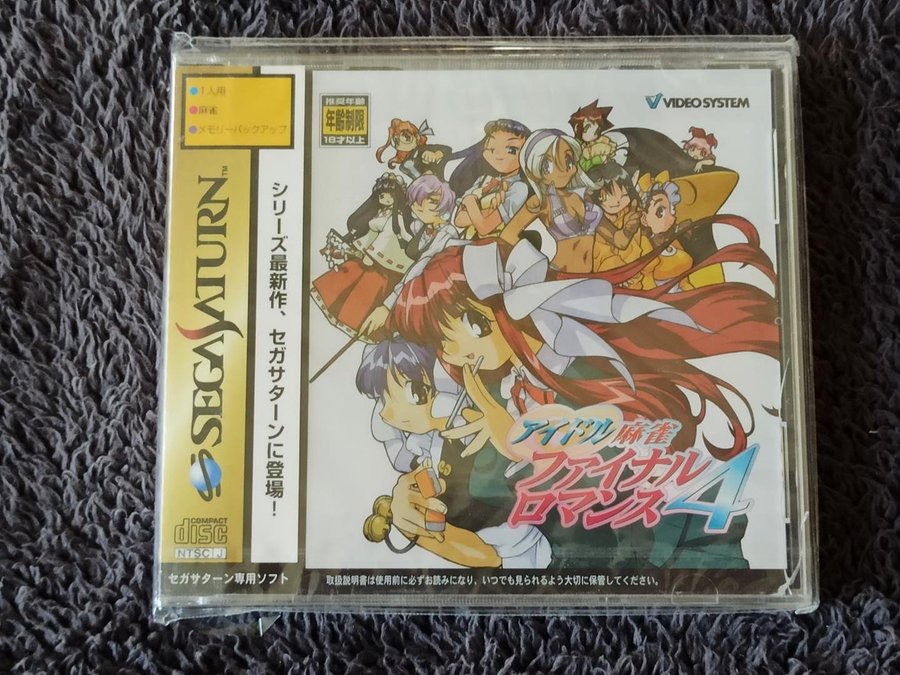 1人用
麻雀
メモリーバックアップ
SEGA SATURN™
COMPACT
disc
NTSC J
セガサターン専用ソフト
シリーズ最新作、セガサターンに登場！
推奨年齢
年齢制限
18才以上
VIDEO SYSTEM
アイドル麻雀
ファイナル
ロマンス4
取扱説明書は使用前に必ずお読みになり、いつでも見られるよう大切に保管してください。